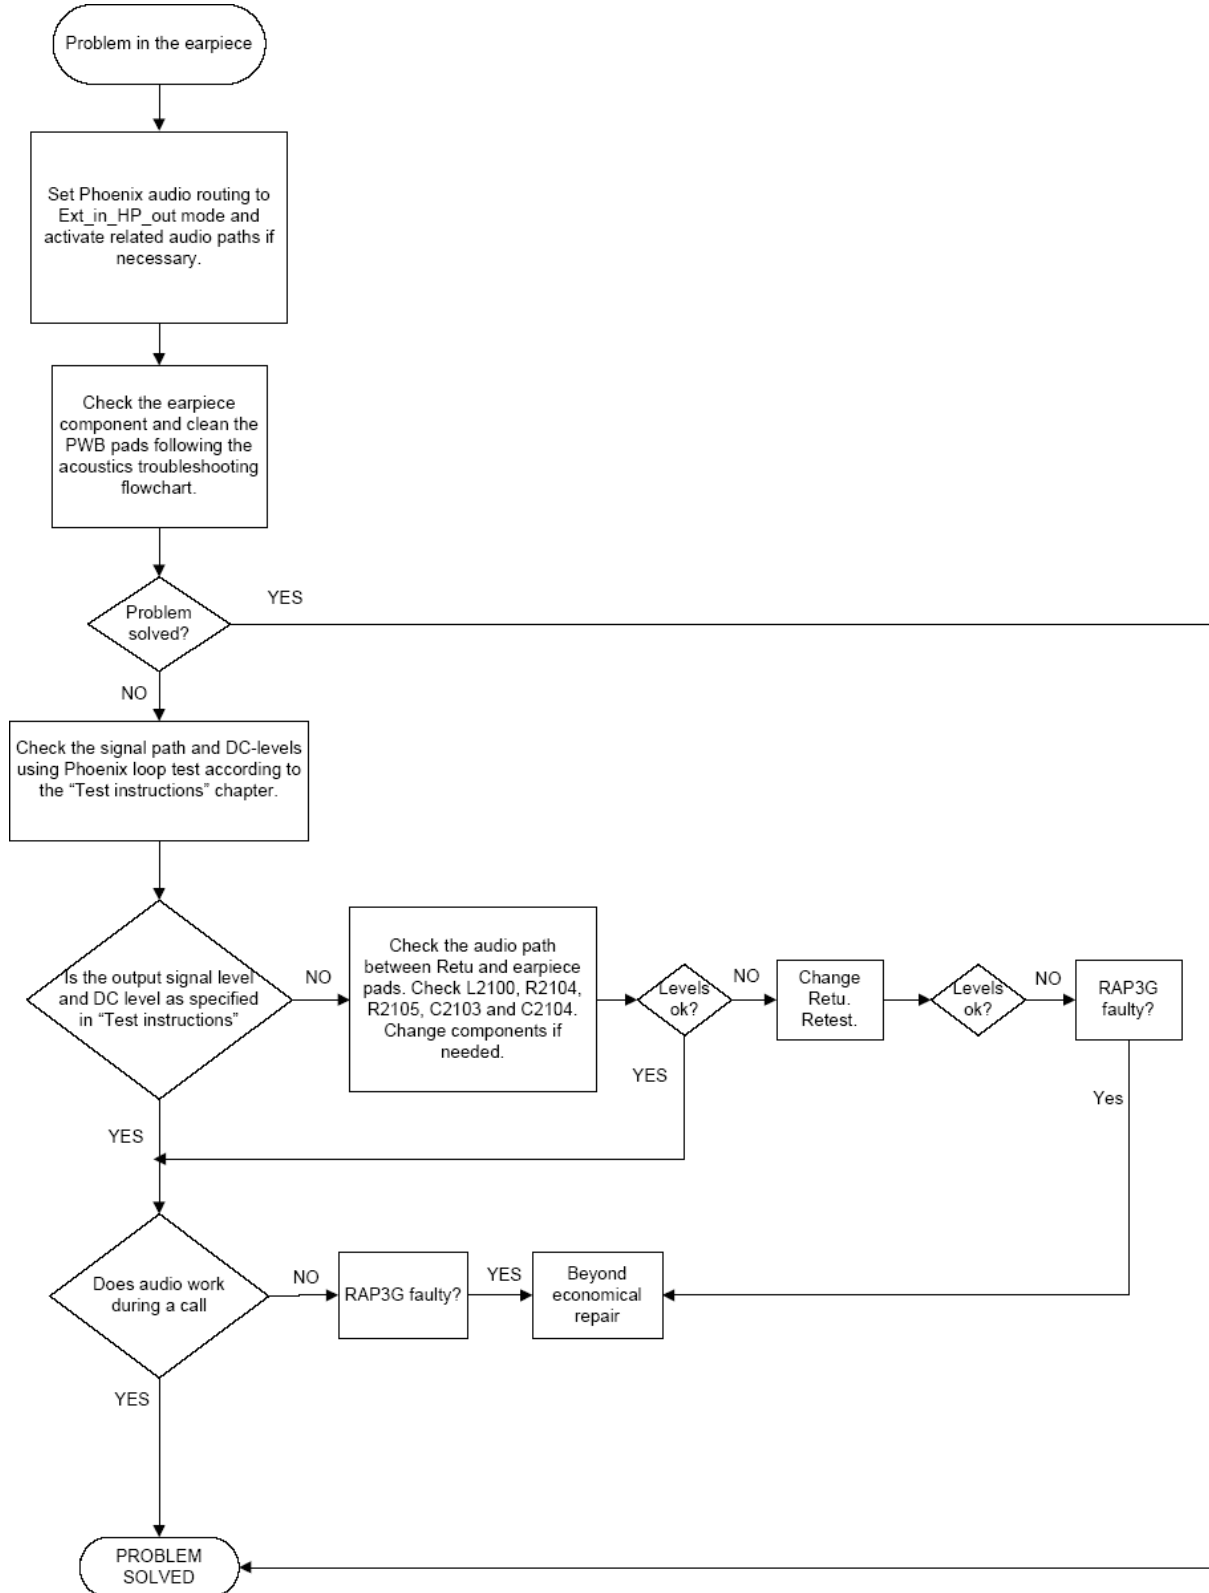 Problem in the earpiece
Set Phoenix audio routing to
Ext_in_HP_out mode and
activate related audio paths if
necessary.
Check the earpiece
component and clean the
PWB pads following the
acoustics troubleshooting
flowchart.
Problem
solved?
YES
NO
Check the signal path and DC-levels
using Phoenix loop test according to
the “Test instructions” chapter.
Is the output signal level
and DC level as specified
in “Test instructions”
NO
Check the audio path
between Retu and earpiece
pads. Check L2100, R2104,
R2105, C2103 and C2104.
Change components if
needed.
Levels
ok?
NO
Change
Retu.
Retest.
Levels
ok?
NO
RAP3G
faulty?
YES
Yes
YES
Does audio work
during a call
NO
RAP3G faulty?
YES
Beyond
economical
repair
YES
PROBLEM
SOLVED